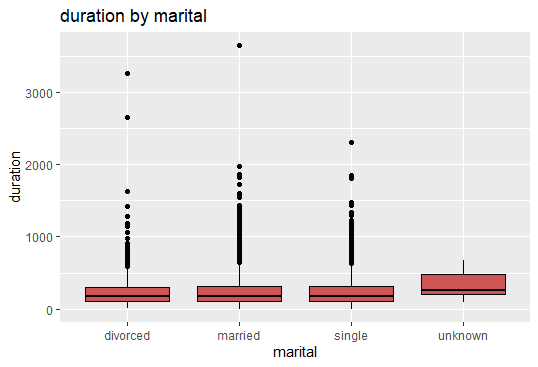 duration by marital
3000
2000
1000
0
duration
divorced married single unknown
marital